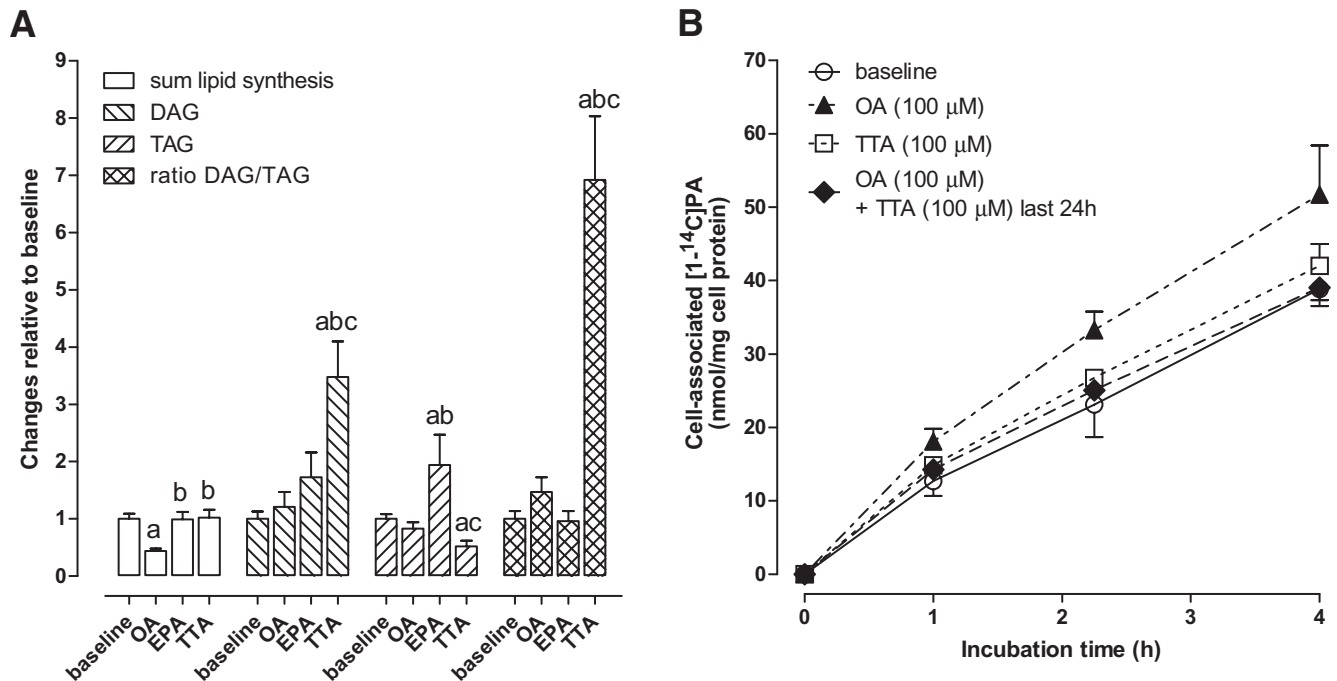 A
Changes relative to baseline
9
8
7
6
5
4
3
2
1
0
sum lipid synthesis
DAG
TAG
ratio DAG/TAG
a
b
b
abc
ab
ac
abc
baseline
OA
EPA
TTA
baseline
OA
EPA
TTA
baseline
OA
EPA
TTA
baseline
OA
EPA
TTA
B
Cell-associated [1-¹⁴C]PA
(nmol/mg cell protein)
70
60
50
40
30
20
10
0
baseline
OA (100 μM)
TTA (100 μM)
OA (100 μM)
+ TTA (100 μM) last 24h
0
1
2
3
4
Incubation time (h)